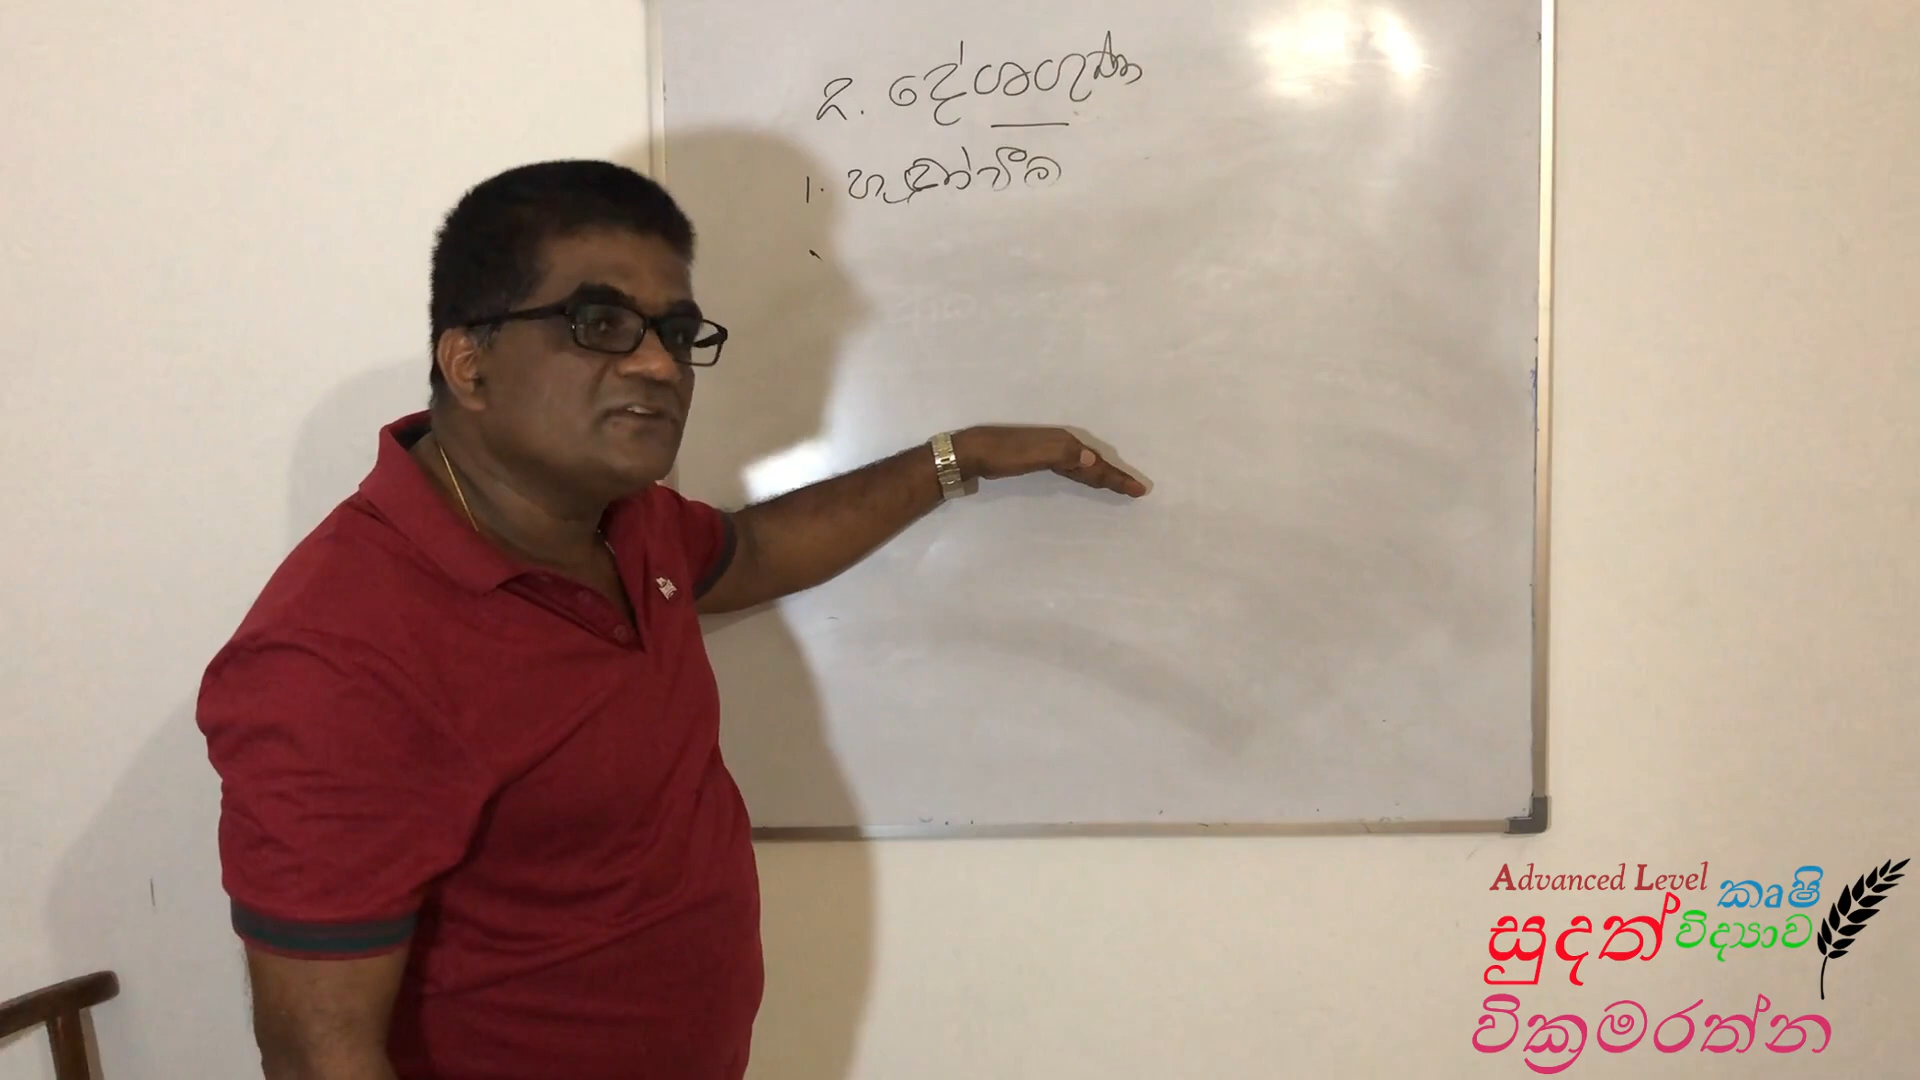 2. දේශගුණ
1. හැඳින්වීම
Advanced Level කෘෂි
සුදත් විද්‍යාව
වික්‍රමරත්න